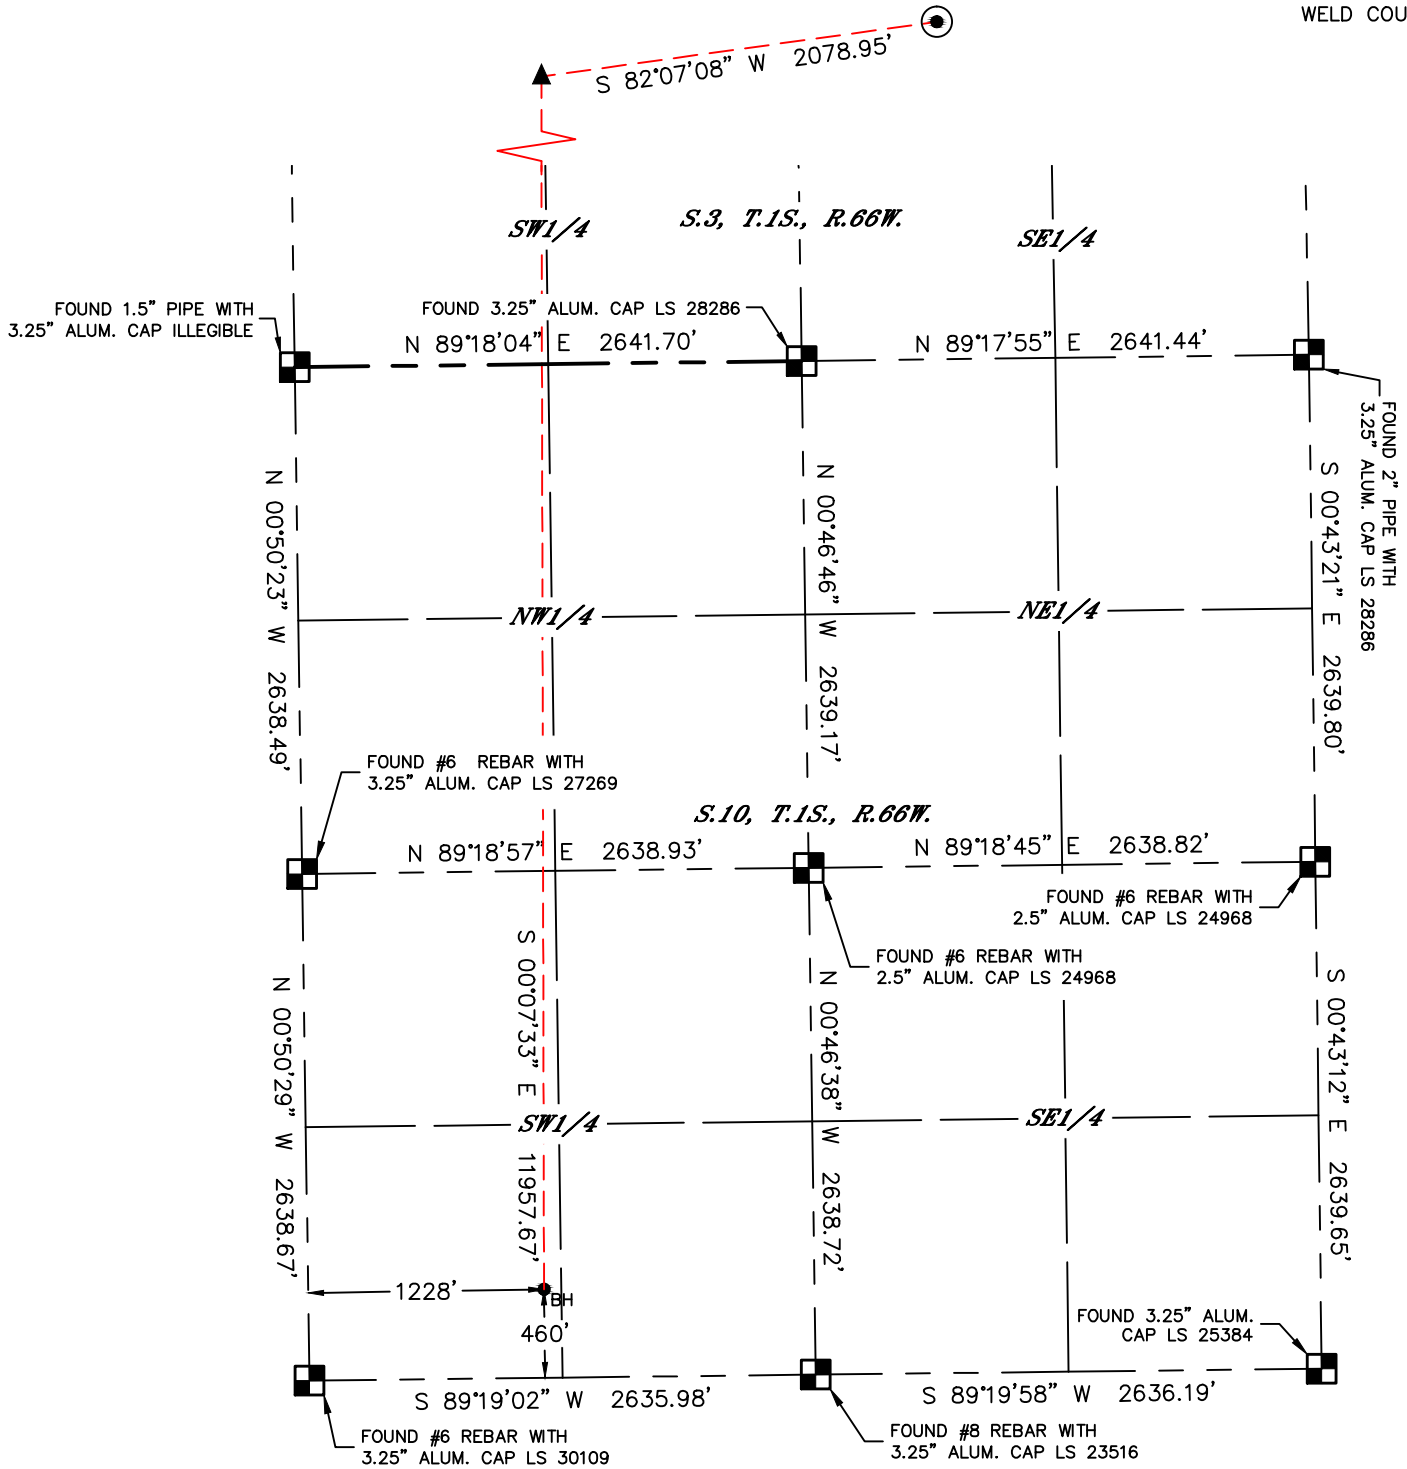 WELD COU
S 82°07'08" W 2078.95'
S.3, T.1S., R.66W.
SW1/4
SE1/4
FOUND 1.5" PIPE WITH
3.25" ALUM. CAP ILLEGIBLE
FOUND 3.25" ALUM. CAP LS 28286
N 89°18'04" E 2641.70'
N 89°17'55" E 2641.44'
FOUND 2" PIPE WITH
3.25" ALUM. CAP LS 28286
N 00°50'23" W 2638.49'
N 00°46'46" W 2639.17'
S 00°43'21" E 2639.80'
NW1/4
NE1/4
FOUND #6 REBAR WITH
3.25" ALUM. CAP LS 27269
S.10, T.1S., R.66W.
N 89°18'57" E 2638.93'
N 89°18'45" E 2638.82'
FOUND #6 REBAR WITH
2.5" ALUM. CAP LS 24968
FOUND #6 REBAR WITH
2.5" ALUM. CAP LS 24968
N 00°50'29" W 2638.67'
S 00°07'33" E 11957.67'
N 00°46'38" W 2638.72'
S 00°43'12" E 2639.65'
SW1/4
SE1/4
1228'
BH
460'
FOUND 3.25" ALUM.
CAP LS 25384
S 89°19'02" W 2635.98'
S 89°19'58" W 2636.19'
FOUND #6 REBAR WITH
3.25" ALUM. CAP LS 30109
FOUND #8 REBAR WITH
3.25" ALUM. CAP LS 23516